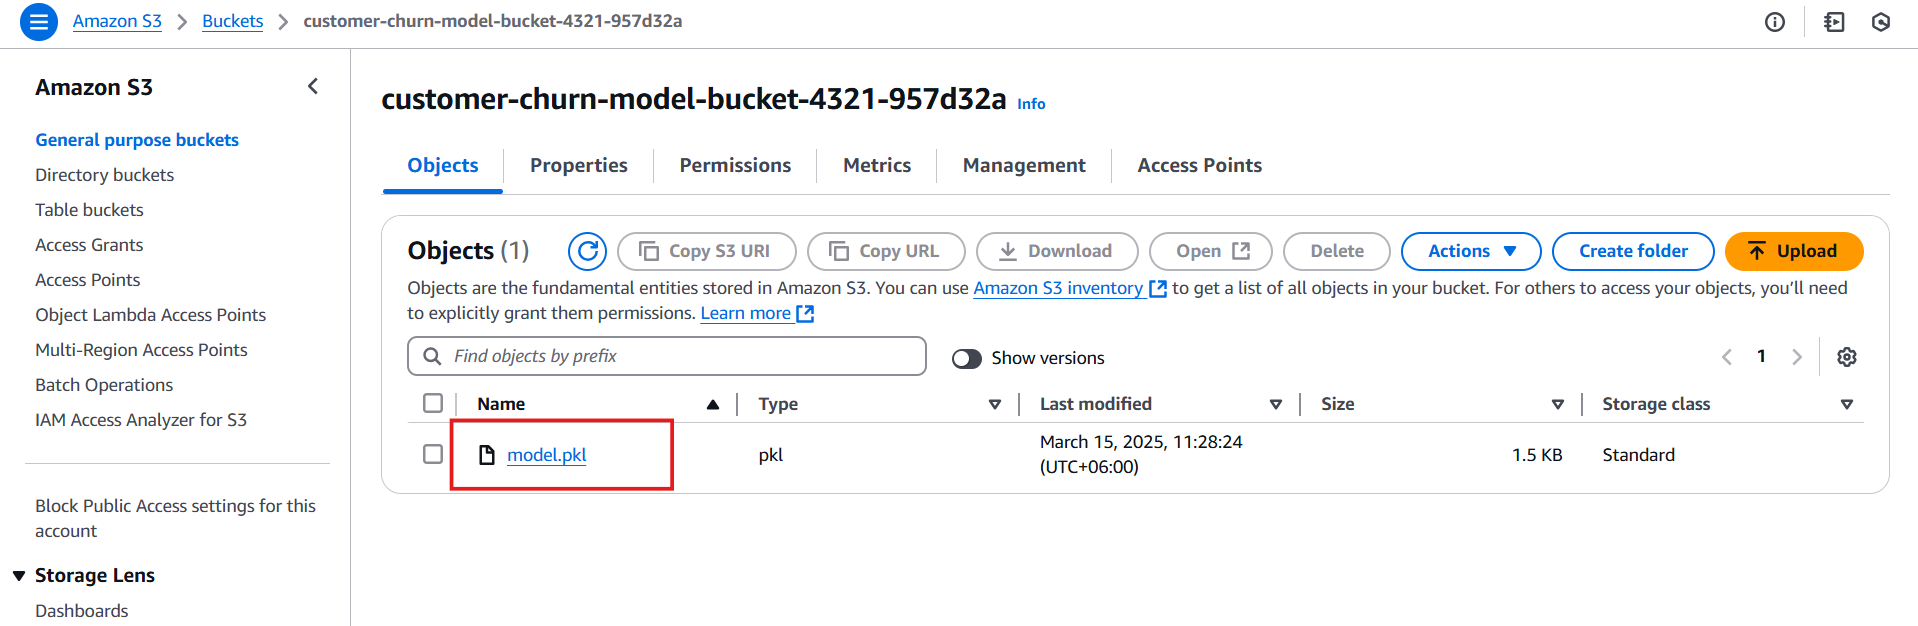 Amazon S3 > Buckets > customer-churn-model-bucket-4321-957d32a
Amazon S3
General purpose buckets
Directory buckets
Table buckets
Access Grants
Access Points
Object Lambda Access Points
Multi-Region Access Points
Batch Operations
IAM Access Analyzer for S3
Block Public Access settings for this
account
Storage Lens
Dashboards
customer-churn-model-bucket-4321-957d32a Info
Objects Properties Permissions Metrics Management Access Points
Objects (1) Copy S3 URI Copy URL Download Open Delete Actions Create folder Upload
Objects are the fundamental entities stored in Amazon S3. You can use Amazon S3 inventory to get a list of all objects in your bucket. For others to access your objects, you’ll need
to explicitly grant them permissions. Learn more
Find objects by prefix Show versions 1
Name Type Last modified Size Storage class
model.pkl pkl March 15, 2025, 11:28:24 1.5 KB Standard
(UTC+06:00)